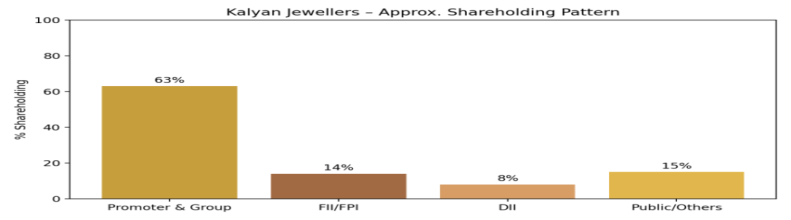 Kalyan Jewellers – Approx. Shareholding Pattern
% Shareholding
100
80
60
40
20
0
63%
14%
8%
15%
Promoter & Group
FII/FPI
DII
Public/Others